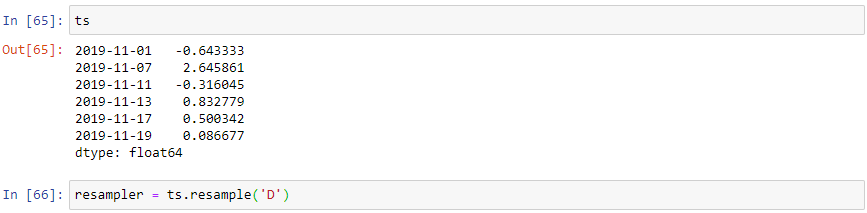 In [65]: ts
Out[65]: 2019-11-01   -0.643333
2019-11-07    2.645861
2019-11-11   -0.316045
2019-11-13    0.832779
2019-11-17    0.500342
2019-11-19    0.086677
dtype: float64
In [66]: resampler = ts.resample('D')